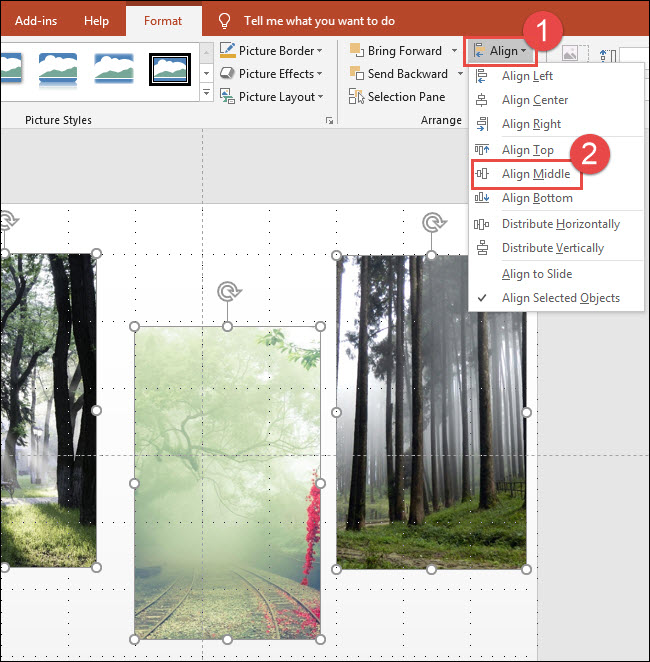 Add-ins Help Format Tell me what you want to do
1
Picture Border Bring Forward Align
Picture Effects Send Backward
Picture Layout Selection Pane
Picture Styles Arrange
Align Left
Align Center
Align Right
Align Top
2
Align Middle
Align Bottom
Distribute Horizontally
Distribute Vertically
Align to Slide
Align Selected Objects